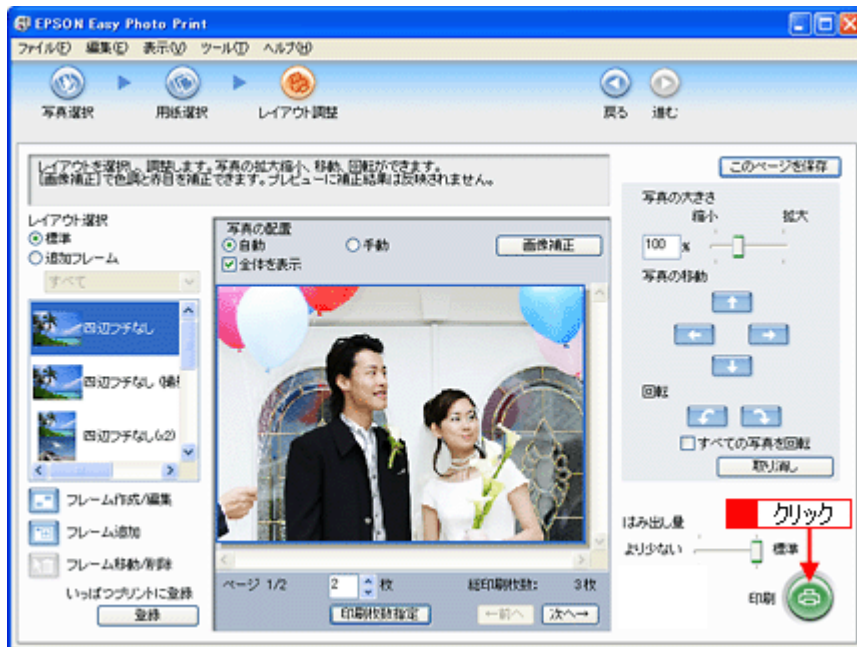 EPSON Easy Photo Print
ファイル(F) 編集(E) 表示(V) ツール(T) ヘルプ(H)
写真選択 用紙選択 レイアウト調整 戻る 進む
レイアウトを選択し、調整します。写真の拡大縮小、移動、回転ができます。
[画像補正]で色調と赤目を補正できます。プレビューに補正結果は反映されません。
このページを保存
レイアウト選択
標準
追加フレーム
すべて
四辺フチなし
四辺フチなし
四辺フチなし(x2)
フレーム作成/編集
フレーム追加
フレーム移動/削除
いっぱつプリントに登録
登録
写真の配置
自動 手動 画像補正
全体を表示
ページ 1/2 2 枚 総印刷枚数: 3枚
印刷枚数指定 ←前へ 次へ→
写真の大きさ
縮小 拡大
100 %
写真の移動
回転
すべての写真を回転
取り消し
はみ出し量
より少ない 標準
クリック
印刷